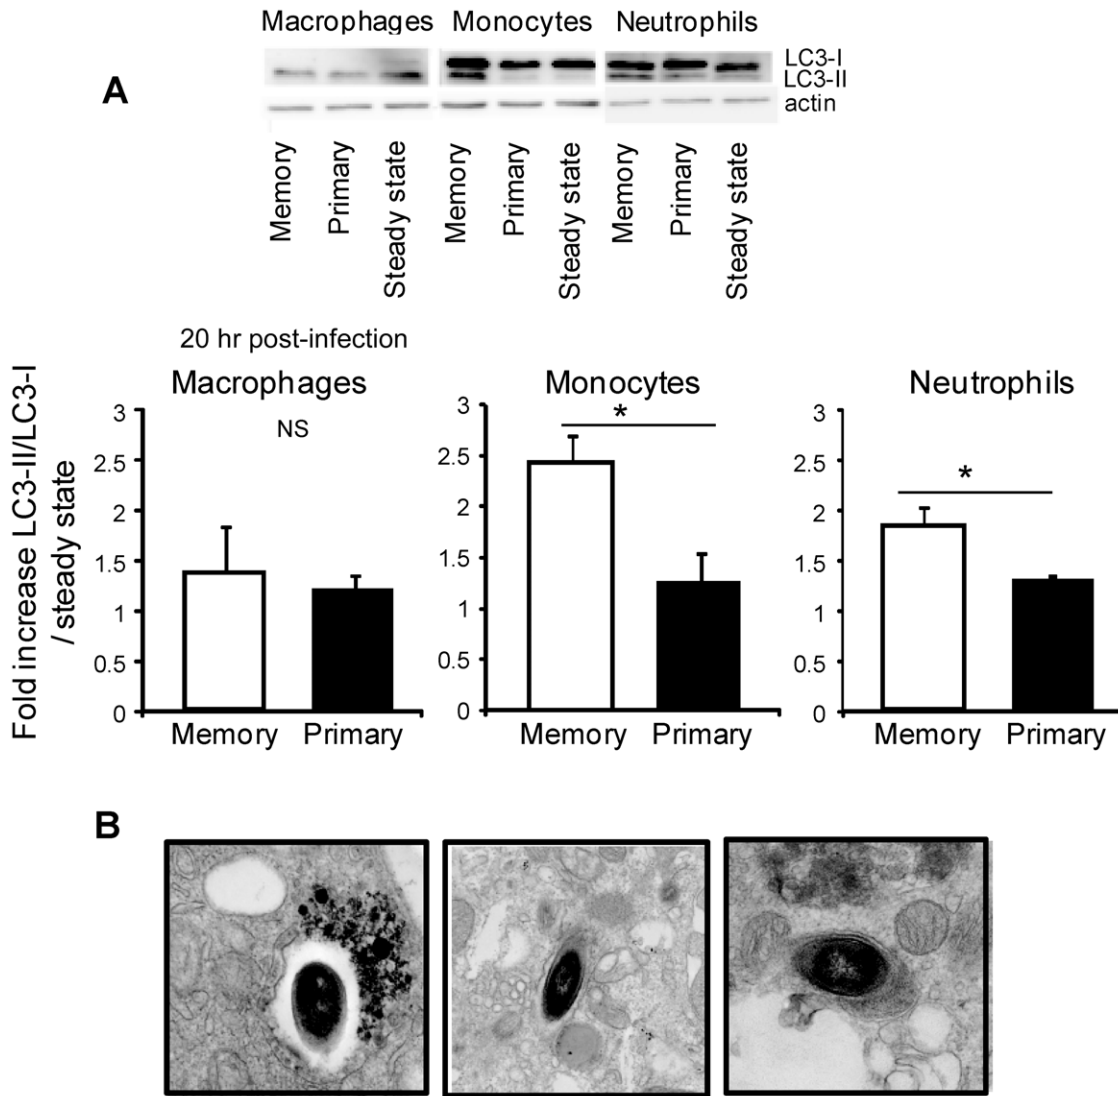 Macrophages Monocytes Neutrophils
A
LC3-I
LC3-II
actin
Memory
Primary
Steady state
Memory
Primary
Steady state
Memory
Primary
Steady state
20 hr post-infection
Macrophages Monocytes Neutrophils
Fold increase LC3-II/LC3-I
/ steady state
3
2.5
2
1.5
1
0.5
0
NS
Memory Primary
3
2.5
2
1.5
1
0.5
0
*
Memory Primary
3
2.5
2
1.5
1
0.5
0
*
Memory Primary
B